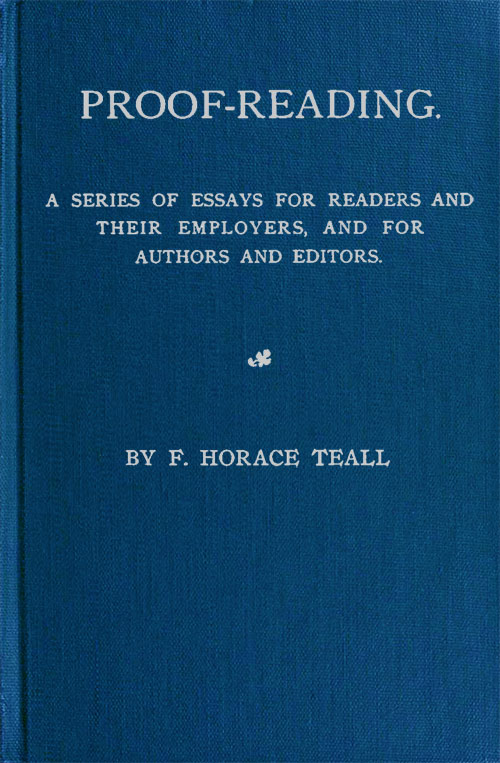 PROOF-READING.
A SERIES OF ESSAYS FOR READERS AND
THEIR EMPLOYERS, AND FOR
AUTHORS AND EDITORS.
BY F. HORACE TEALL